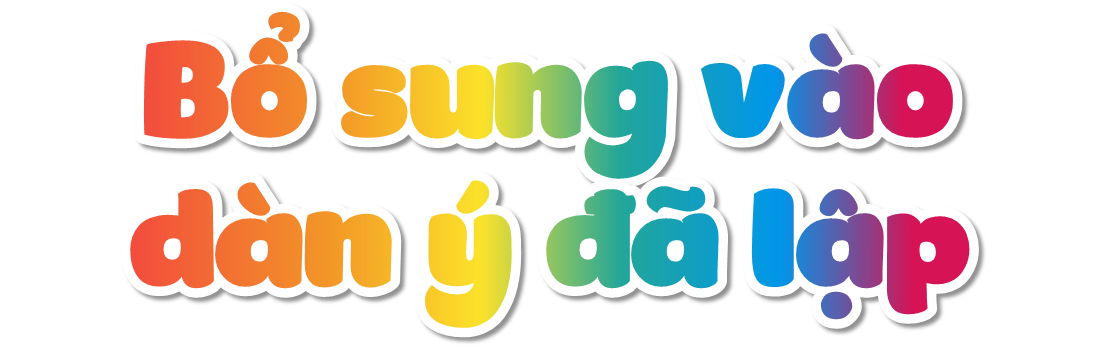 Bổ sung vào
dàn ý đã lập